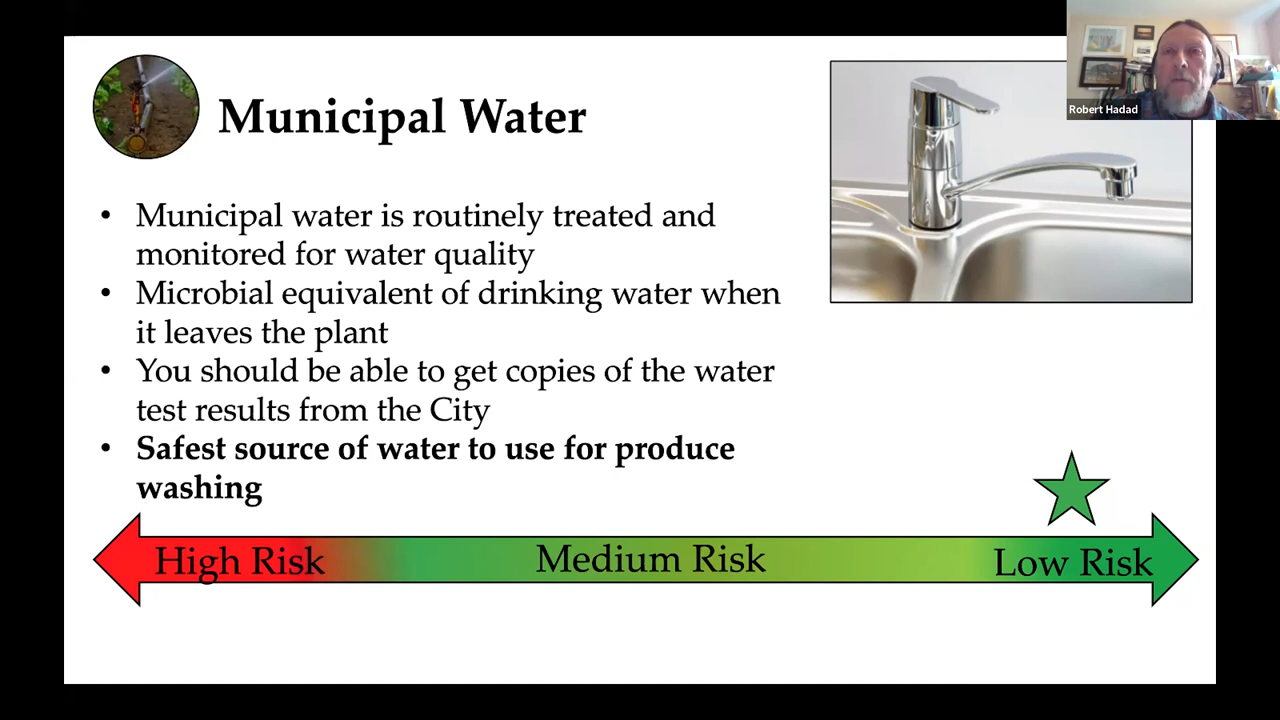 Robert Hadad
Municipal Water
• Municipal water is routinely treated and
monitored for water quality
• Microbial equivalent of drinking water when
it leaves the plant
• You should be able to get copies of the water
test results from the City
• Safest source of water to use for produce
washing
High Risk
Medium Risk
Low Risk